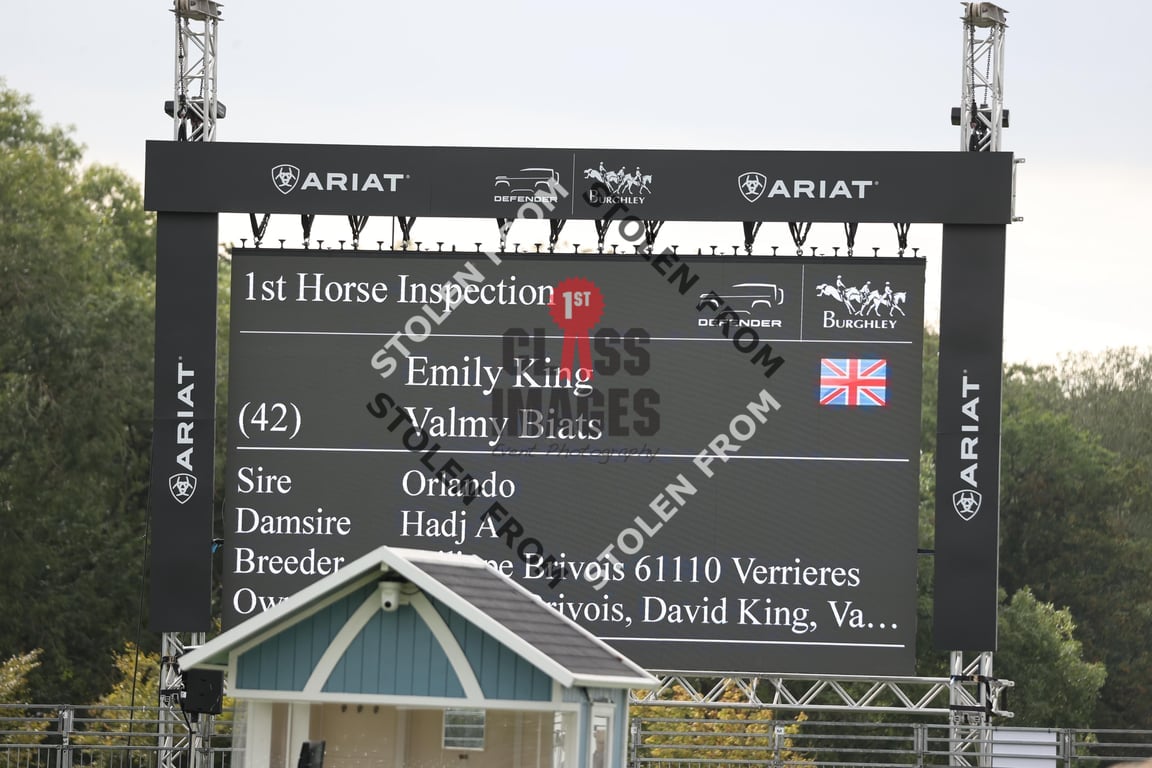 ARIAT
DEFENDER
BURGHLEY
ARIAT
ARIAT
ARIAT
1st Horse Inspection
DEFENDER
BURGHLEY
Emily King
(42) Valmy Biats
Sire Orlando
Damsire Hadj A
Breeder Brivois 61110 Verrieres
Brivois, David King, Va...
1ST
CLASS
IMAGES
Event Photography
STOLEN FROM
STOLEN FROM
STOLEN FROM
STOLEN FROM